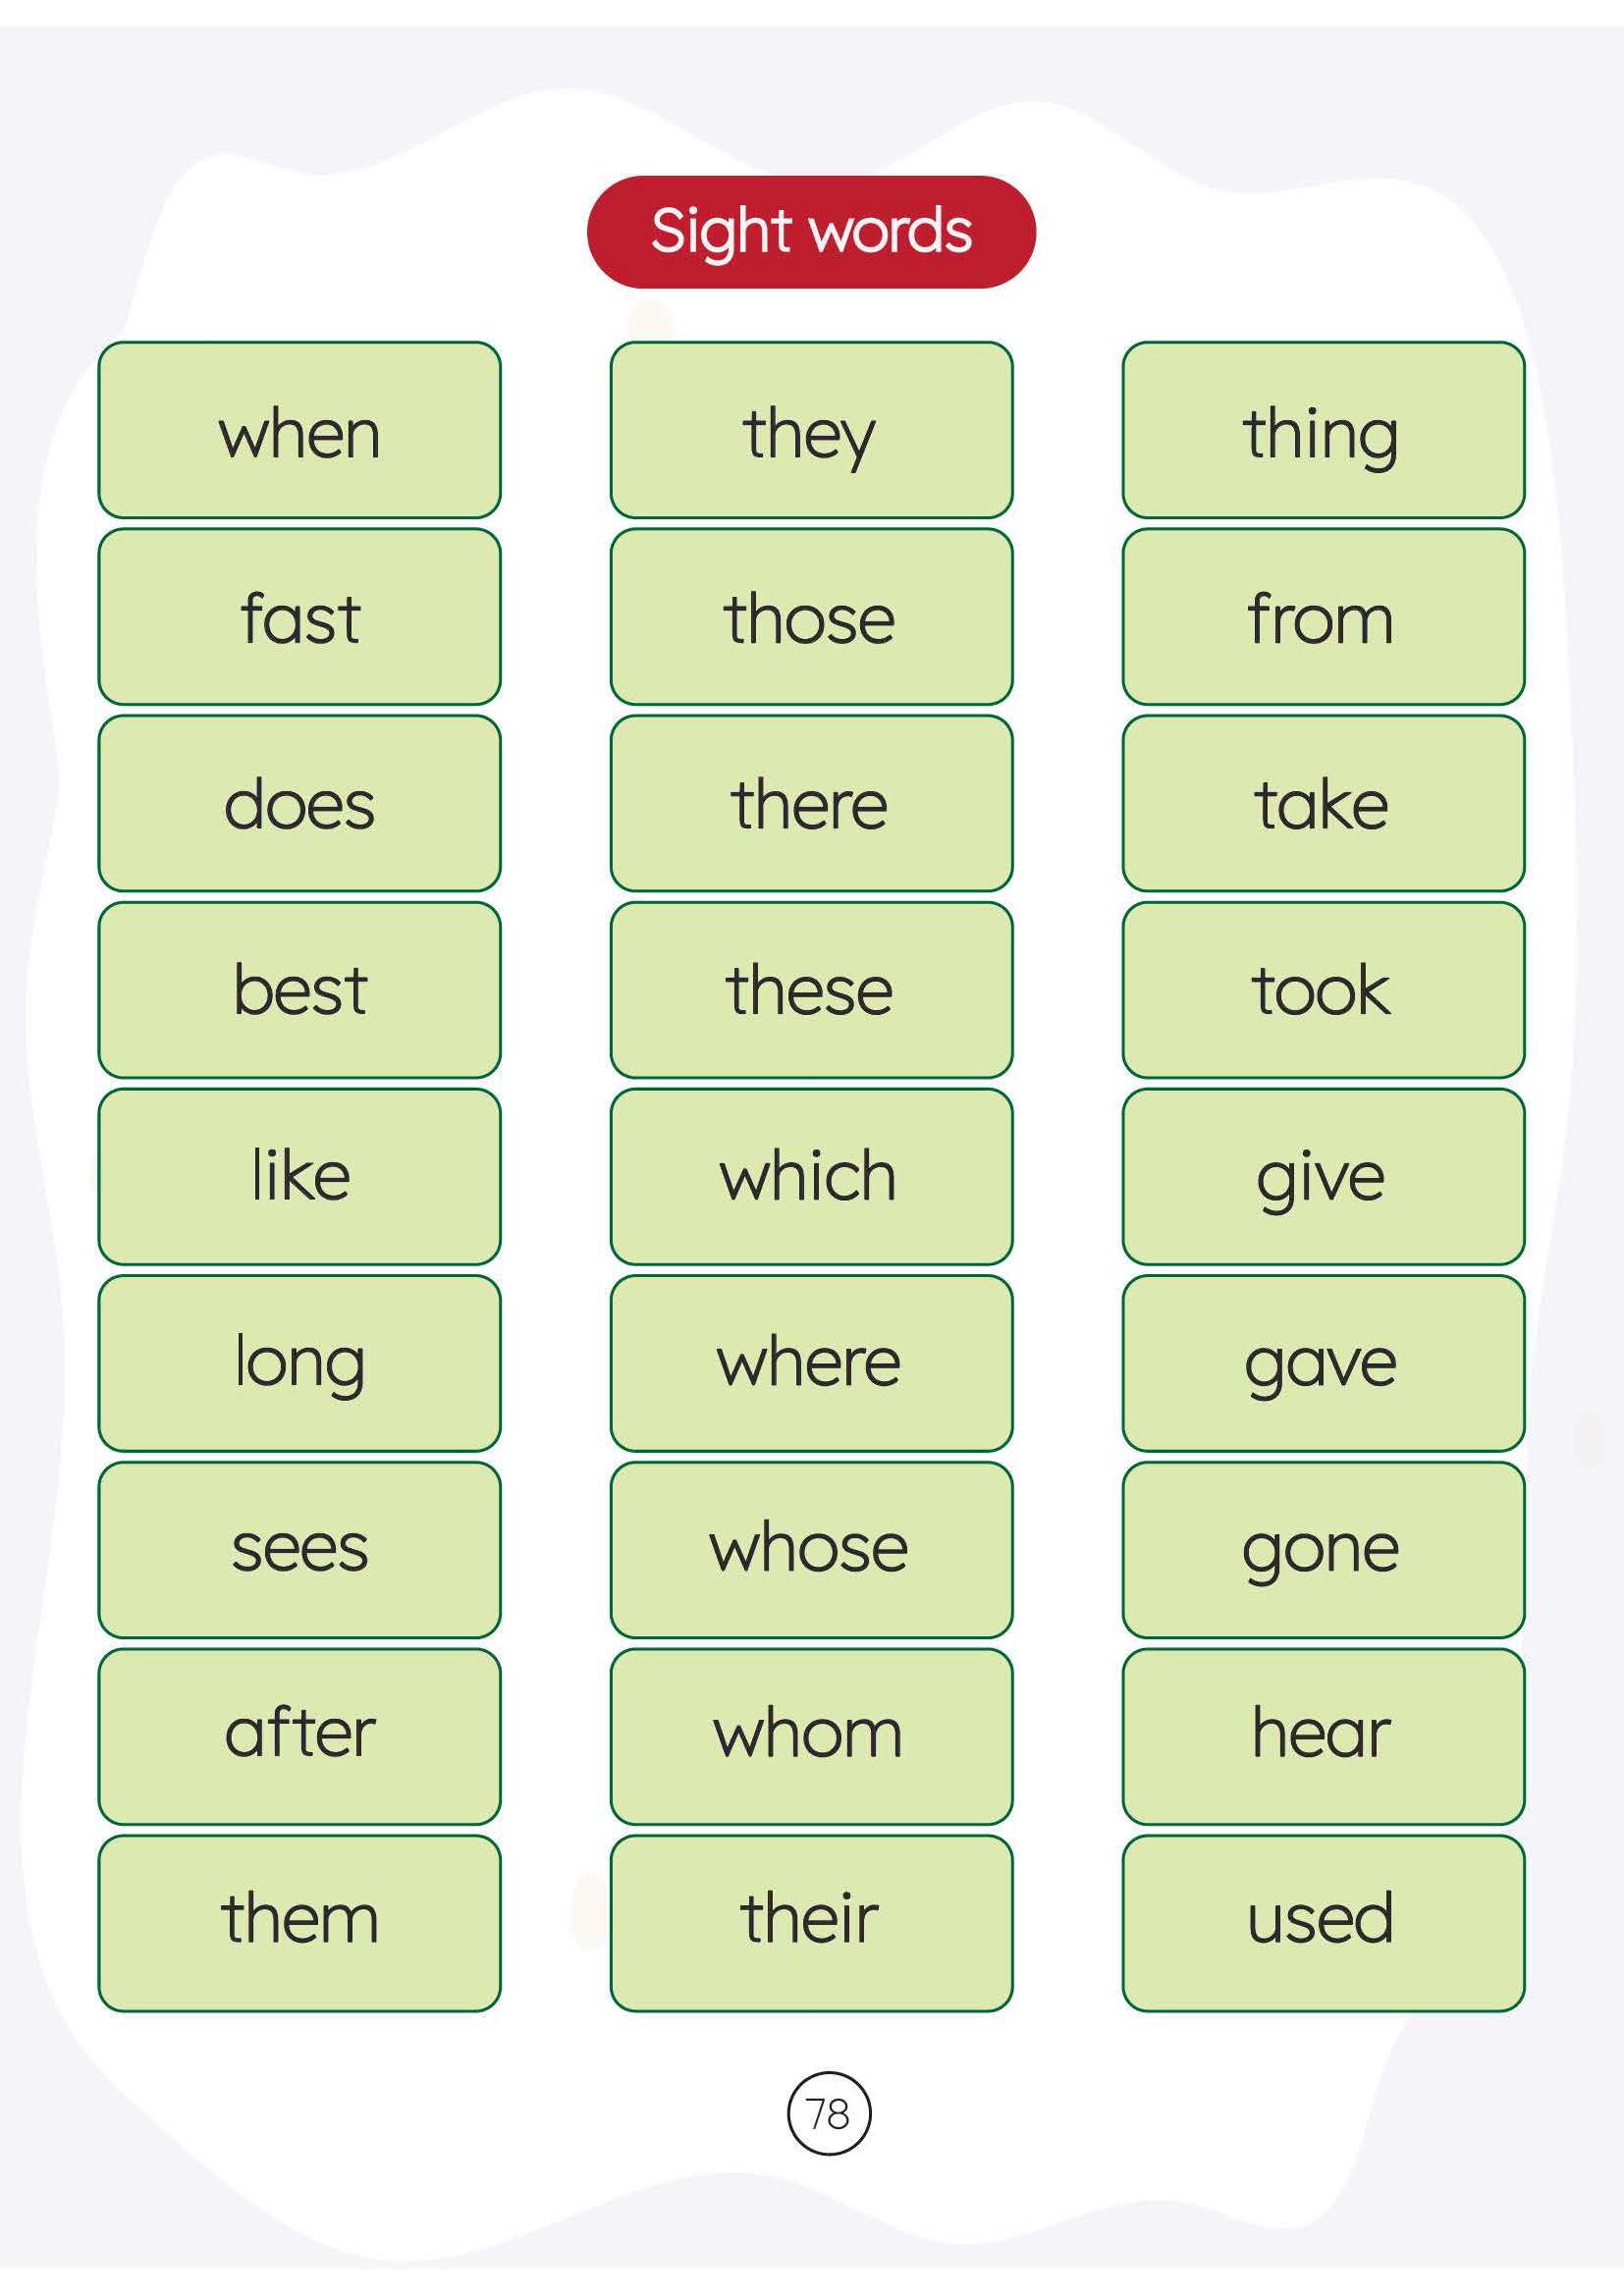 Sight words
when they thing
fast those from
does there take
best these took
like which give
long where gave
sees whose gone
after whom hear
them their used
78